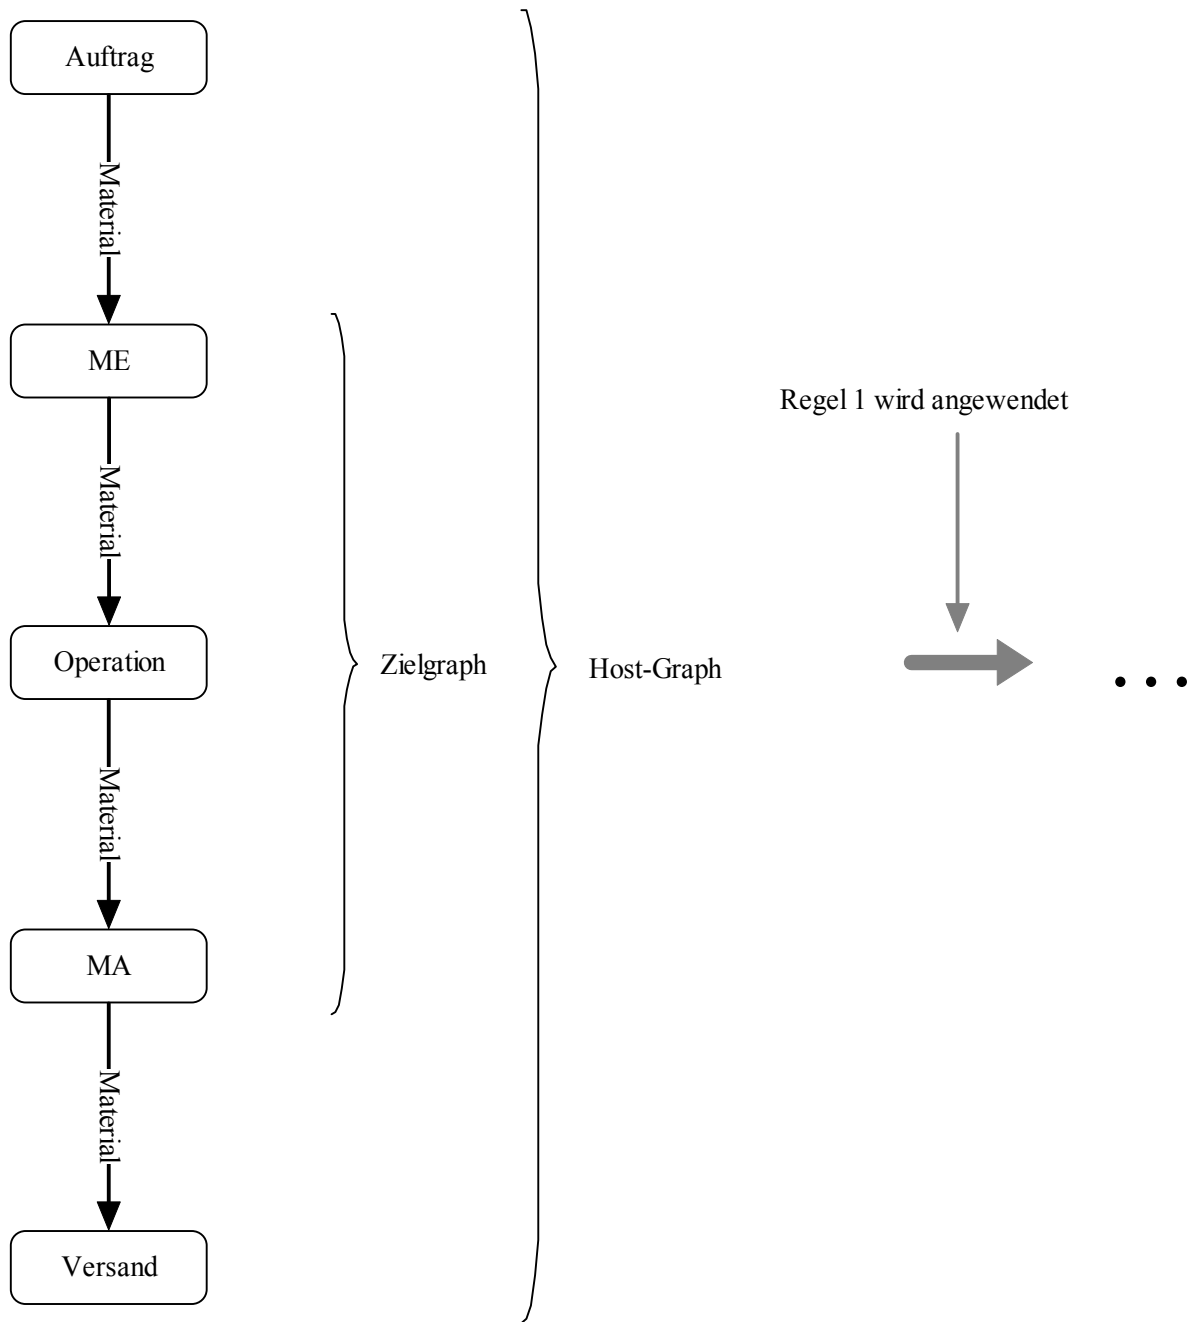 Auftrag
Material
ME
Regel 1 wird angewendet
Material
Operation
Zielgraph
Host-Graph
. . .
Material
MA
Material
Versand